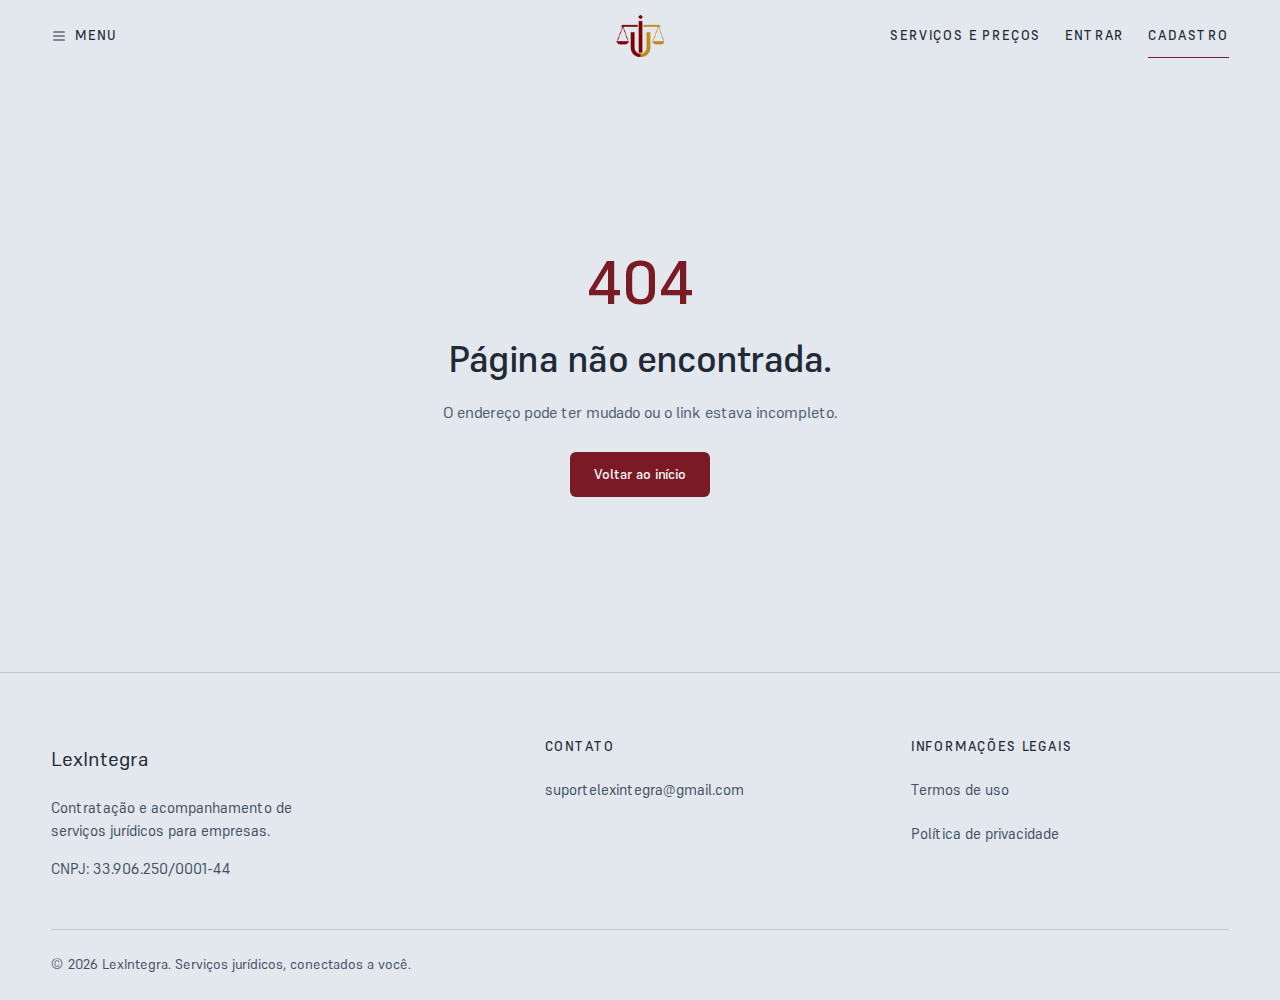 MENU
SERVIÇOS E PREÇOS
ENTRAR
CADASTRO
404
Página não encontrada.
O endereço pode ter mudado ou o link estava incompleto.
Voltar ao início
LexIntegra
Contratação e acompanhamento de
serviços jurídicos para empresas.
CNPJ: 33.906.250/0001-44
CONTATO
suportelexintegra@gmail.com
INFORMAÇÕES LEGAIS
Termos de uso
Política de privacidade
© 2026 LexIntegra. Serviços jurídicos, conectados a você.